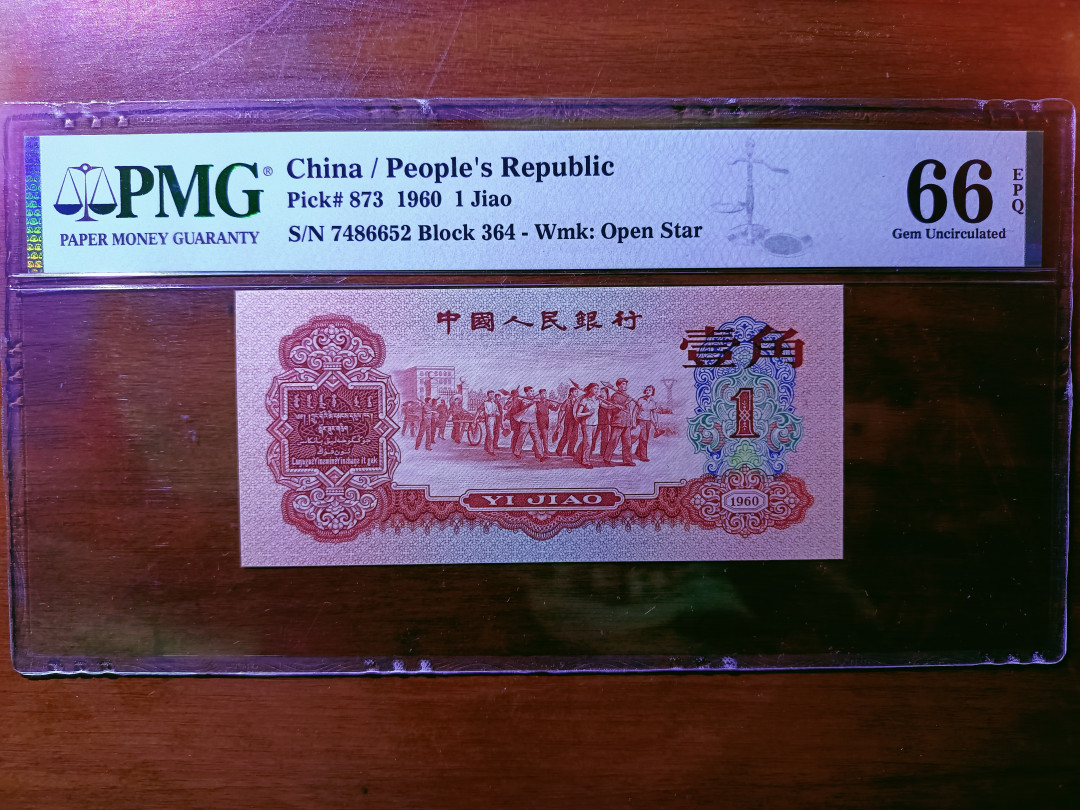 PMG®
PAPER MONEY GUARANTY
China / People's Republic
Pick# 873 1960 1 Jiao
S/N 7486652 Block 364 - Wmk: Open Star
66
EPQ
Gem Uncirculated
中國人民銀行
壹角
1
YI JIAO
1960